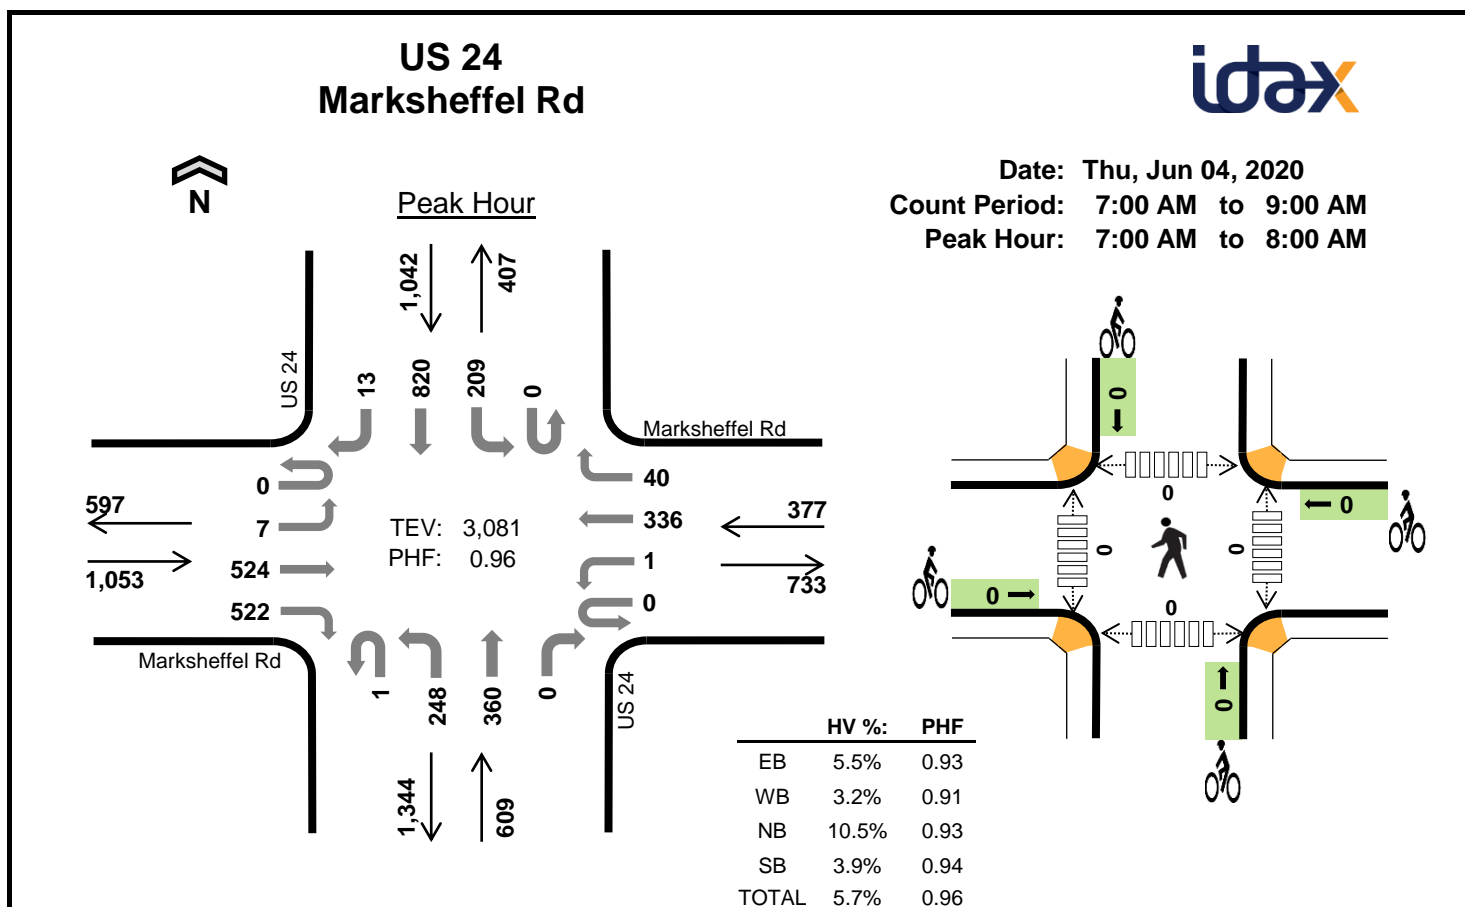 US 24
Marksheffel Rd
idax
Date: Thu, Jun 04, 2020
Count Period: 7:00 AM to 9:00 AM
Peak Hour: 7:00 AM to 8:00 AM
N
Peak Hour
1,042
407
US 24
13
820
209
0
Marksheffel Rd
0
7
524
522
597
1,053
TEV: 3,081
PHF: 0.96
40
336
1
0
377
733
Marksheffel Rd
1
248
360
0
US 24
1,344
609
HV %: PHF
EB 5.5% 0.93
WB 3.2% 0.91
NB 10.5% 0.93
SB 3.9% 0.94
TOTAL 5.7% 0.96
0
0
0
0
0
0
0
0